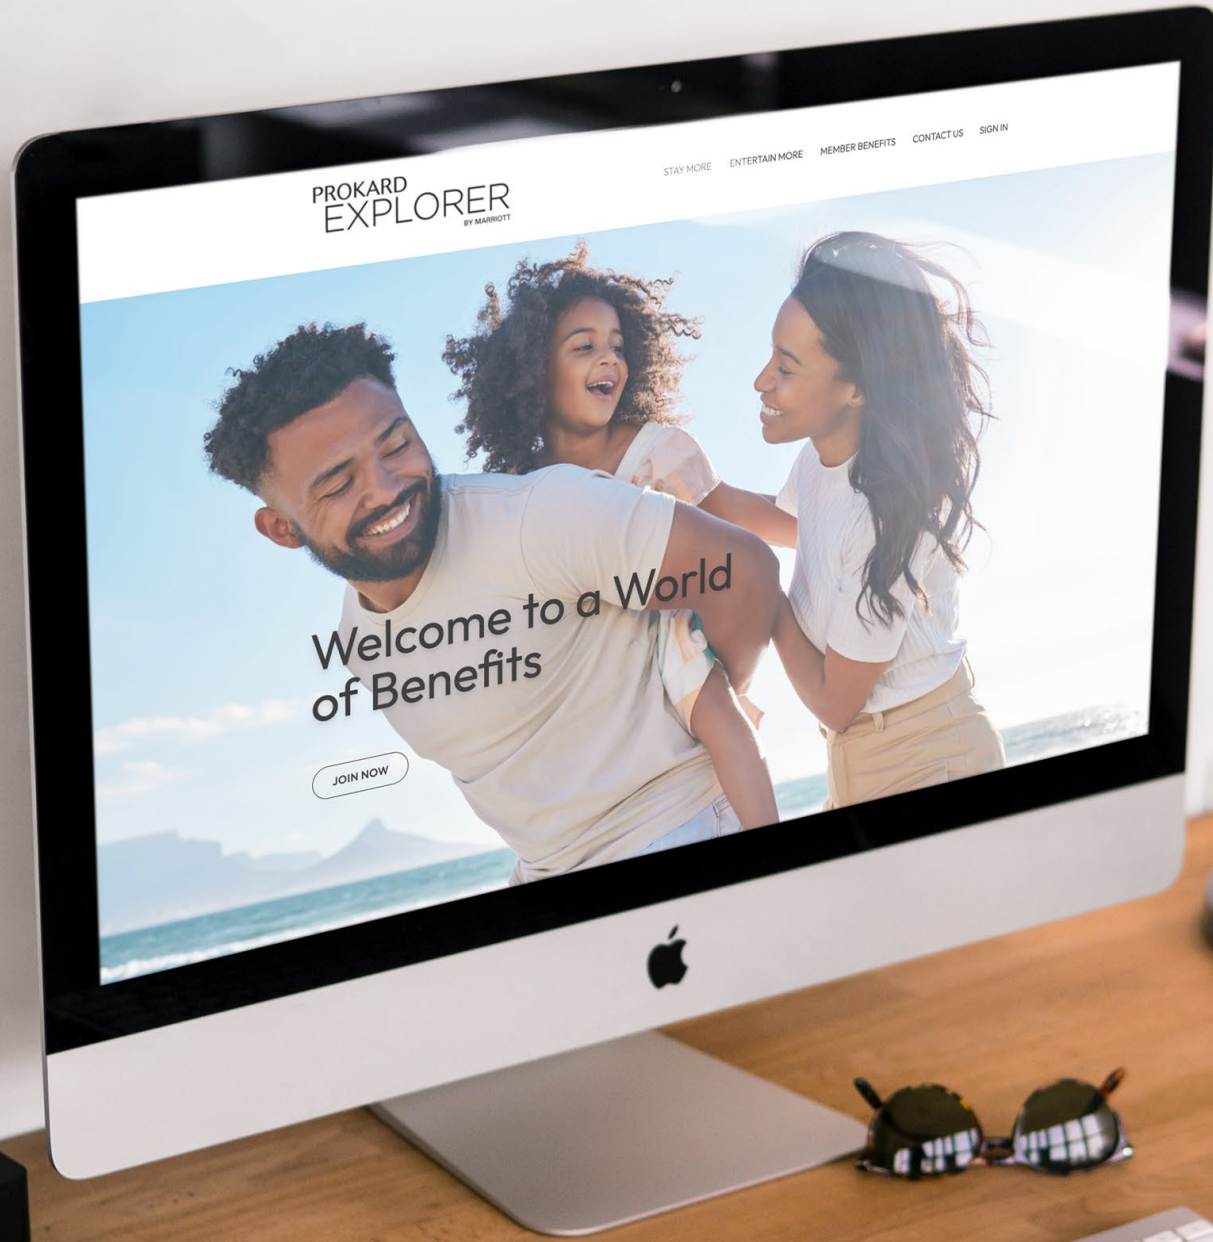 PROKARD
EXPLORER
BY MARRIOTT
STAY MORE
ENTERTAIN MORE
MEMBER BENEFITS
CONTACT US
SIGN IN
Welcome to a World
of Benefits
JOIN NOW